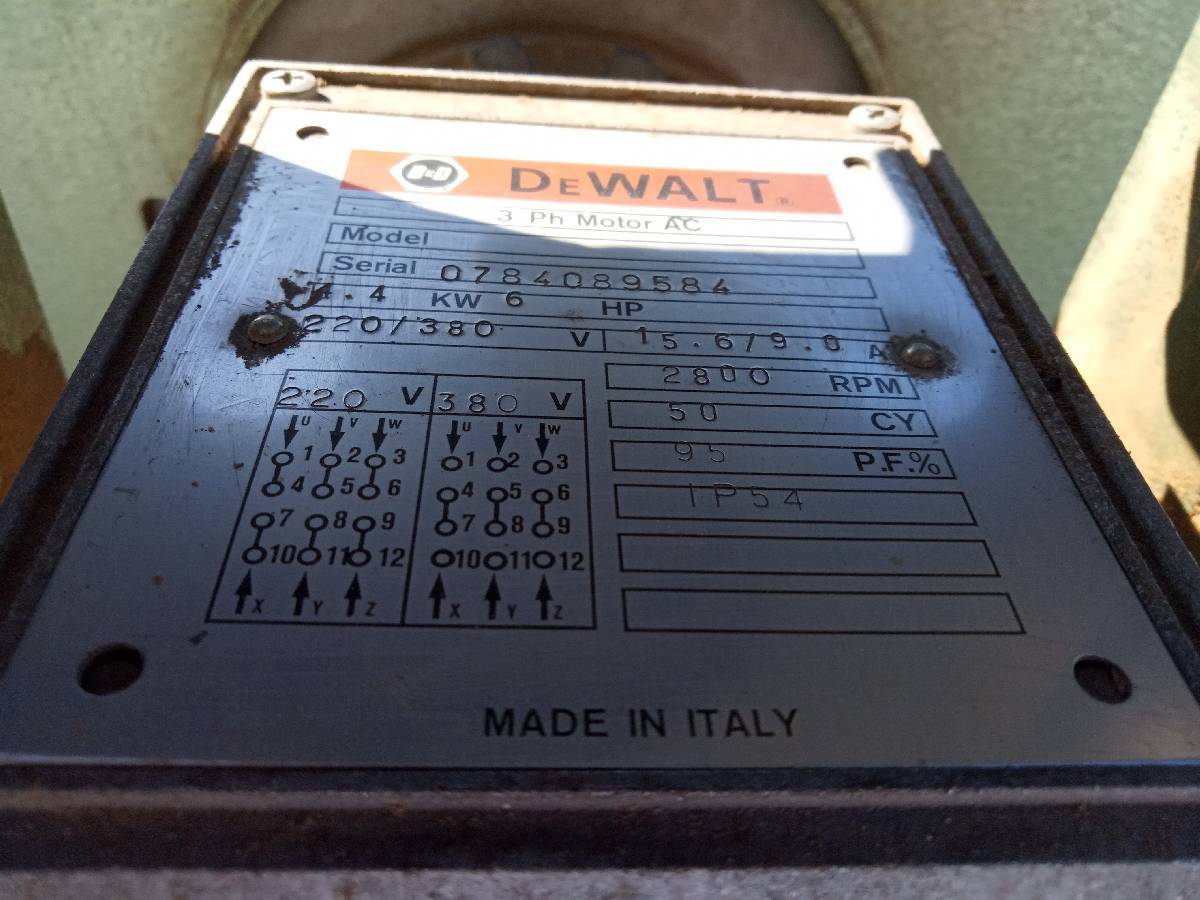 B&D DEWALT®
3 Ph Motor AC
Model
Serial 0784089584
4.4 KW 6 HP
220/380 V 15.6/9.0 A
2800 RPM
50 CY
95 P.F.%
IP54
220 V 380 V
U V W U V W
1 2 3 1 2 3
4 5 6 4 5 6
7 8 9 7 8 9
10 11 12 10 11 12
X Y Z X Y Z
MADE IN ITALY